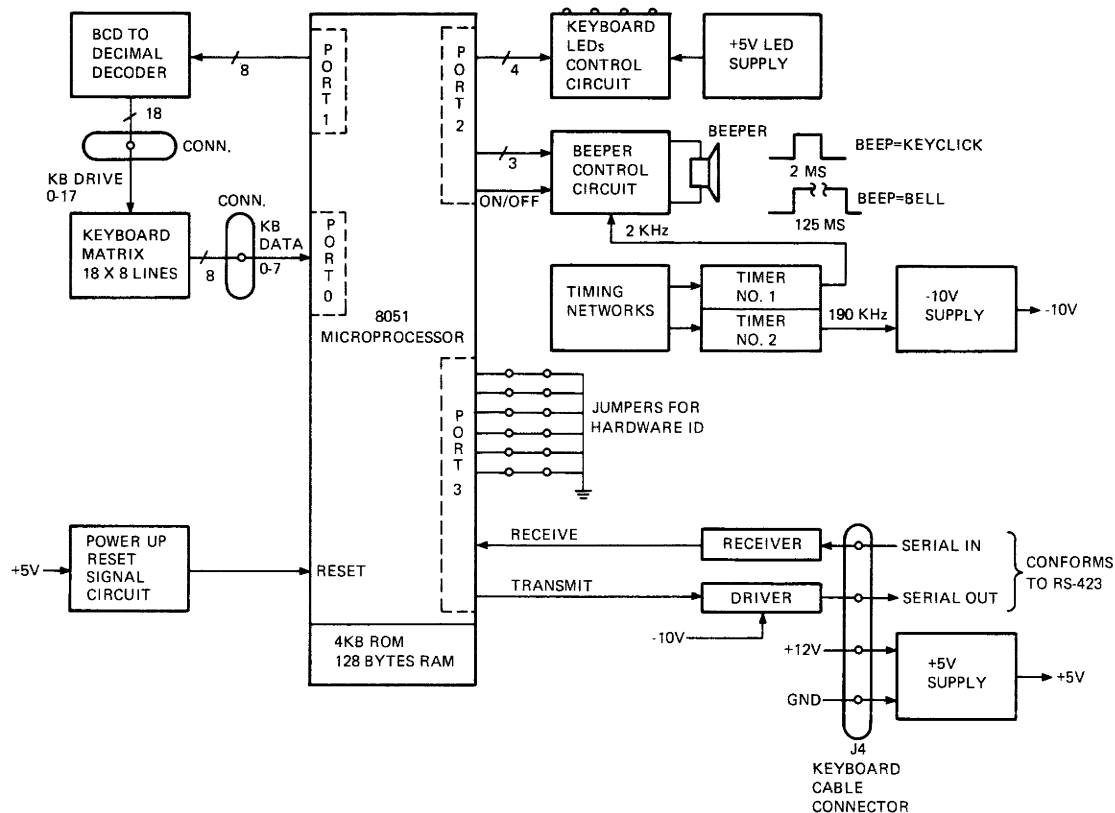 BCD TO
DECIMAL
DECODER
8
18
CONN.
KB DRIVE
0-17
KEYBOARD
MATRIX
18 X 8 LINES
8
CONN.
KB
DATA
0-7
PORT 1
PORT 0
PORT 2
PORT 3
8051
MICROPROCESSOR
4KB ROM
128 BYTES RAM
RESET
+5V
POWER UP
RESET
SIGNAL
CIRCUIT
4
KEYBOARD
LEDs
CONTROL
CIRCUIT
+5V LED
SUPPLY
3
ON/OFF
BEEPER
CONTROL
CIRCUIT
BEEPER
BEEP=KEYCLICK
2 MS
BEEP=BELL
125 MS
2 KHz
TIMING
NETWORKS
TIMER
NO. 1
TIMER
NO. 2
190 KHz
-10V
SUPPLY
-10V
JUMPERS FOR
HARDWARE ID
RECEIVE
RECEIVER
SERIAL IN
TRANSMIT
DRIVER
SERIAL OUT
CONFORMS
TO RS-423
-10V
+12V
GND
+5V
SUPPLY
+5V
J4
KEYBOARD
CABLE
CONNECTOR